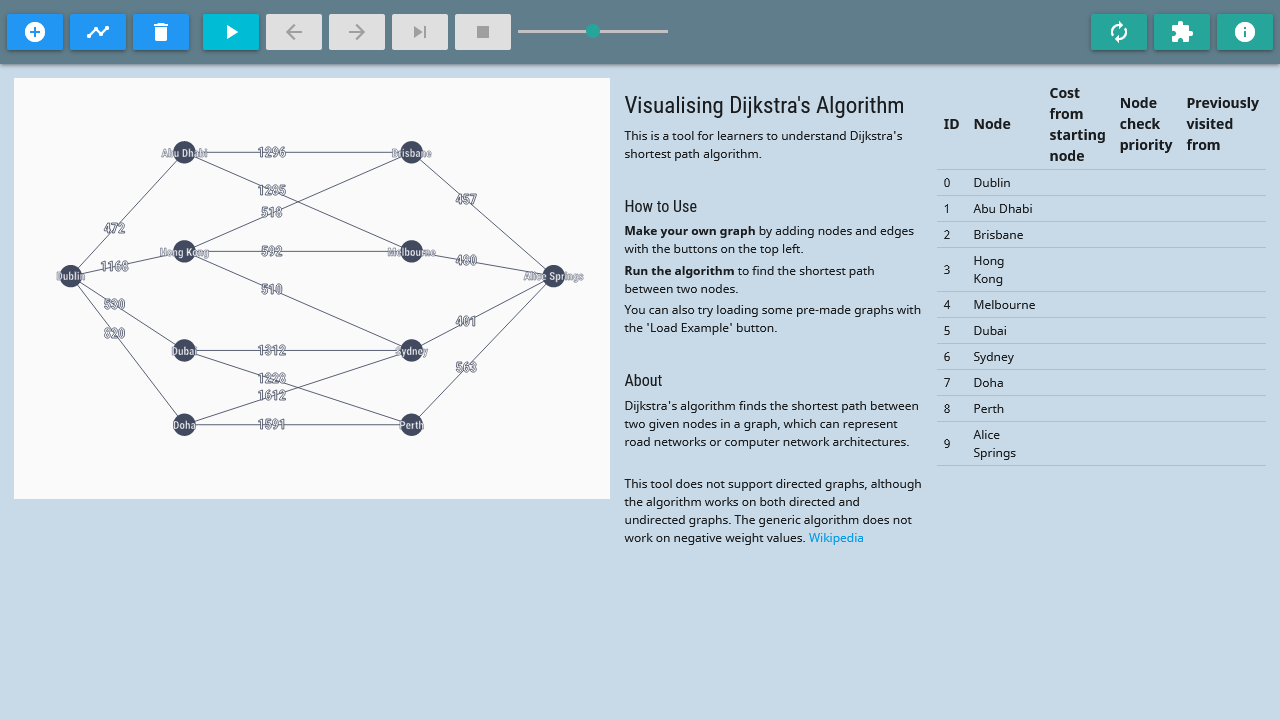 Abu Dhabi
1296
Brisbane
1285
457
518
472
Hong Kong
592
Melbourne
1168
480
Dublin
Alice Springs
510
530
401
820
Dubai
1312
Sydney
563
1228
1612
Doha
1591
Perth
Visualising Dijkstra's Algorithm
This is a tool for learners to understand Dijkstra's
shortest path algorithm.
How to Use
Make your own graph by adding nodes and edges
with the buttons on the top left.
Run the algorithm to find the shortest path
between two nodes.
You can also try loading some pre-made graphs with
the 'Load Example' button.
About
Dijkstra's algorithm finds the shortest path between
two given nodes in a graph, which can represent
road networks or computer network architectures.
This tool does not support directed graphs, although
the algorithm works on both directed and
undirected graphs. The generic algorithm does not
work on negative weight values. Wikipedia
ID Node Cost from starting node Node check priority Previously visited from
0 Dublin
1 Abu Dhabi
2 Brisbane
3 Hong Kong
4 Melbourne
5 Dubai
6 Sydney
7 Doha
8 Perth
9 Alice Springs